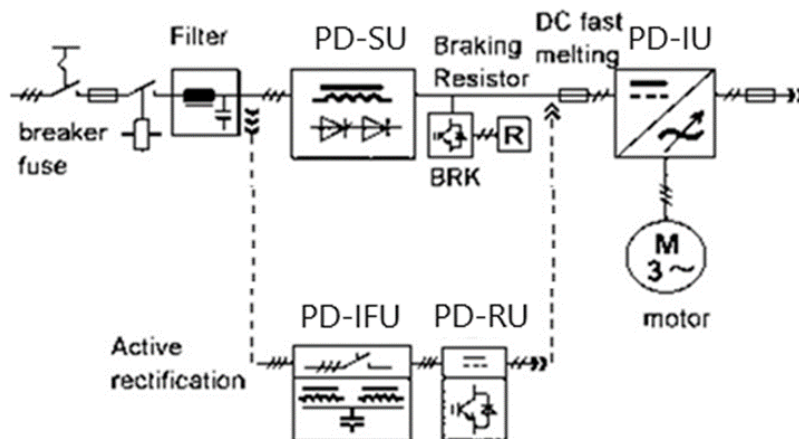 Filter
PD-SU
Braking
Resistor
DC fast
melting
PD-IU
breaker
fuse
BRK
R
M
3~
motor
PD-IFU
PD-RU
Active
rectification